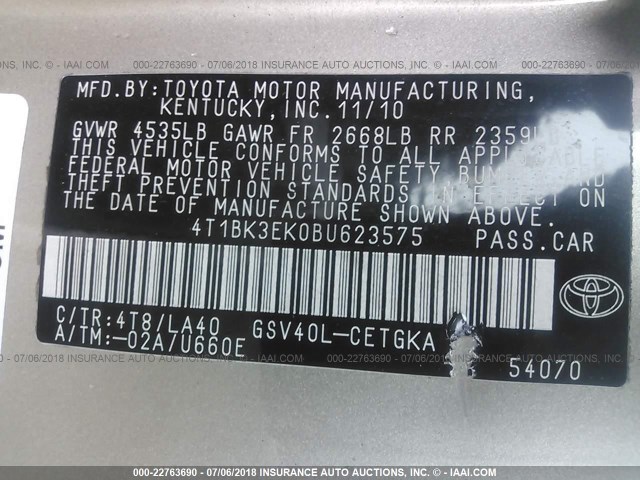 000-22763690 - 07/06/2018 INSURANCE AUTO AUCTIONS, INC. - © - IAAI.COM
MFD.BY:TOYOTA MOTOR MANUFACTURING,
KENTUCKY,INC.11/10
GVWR 4535LB GAWR FR 2668LB RR
THIS VEHICLE CONFORMS TO ALL APPLICABLE
FEDERAL MOTOR VEHICLE SAFETY, BUMPER AND
THEFT PREVENTION STANDARDS IN EFFECT ON
THE DATE OF MANUFACTURE SHOWN ABOVE.
4T1BK3EK0BU623575 PASS.CAR
C/TR:4T8/LA40 GSV40L-CETGKA
A/TM:-02A/U660E
54070
000-22763690 - 07/06/2018 INSURANCE AUTO AUCTIONS, INC. - © - IAAI.COM